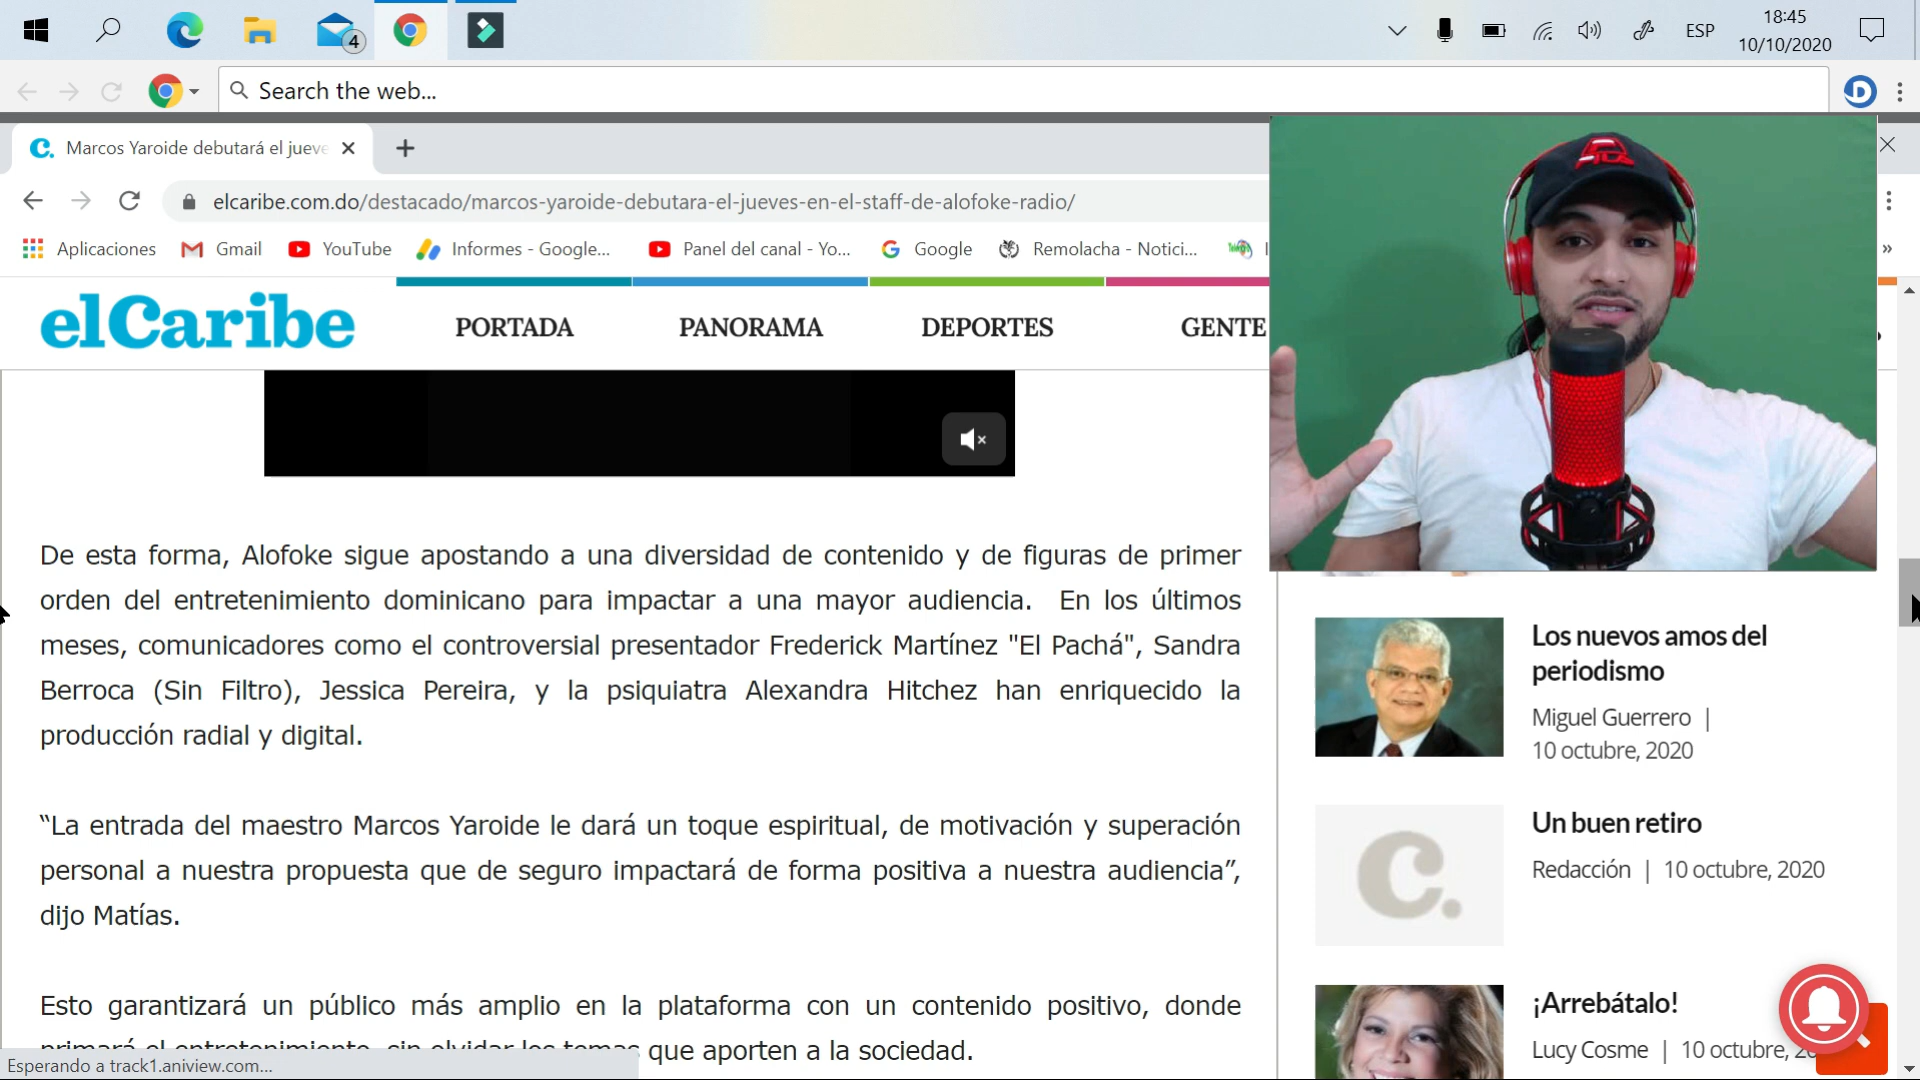 4
ESP
18:45
10/10/2020
Search the web...
Marcos Yaroide debutará el jueve
elcaribe.com.do/destacado/marcos-yaroide-debutara-el-jueves-en-el-staff-de-alofoke-radio/
Aplicaciones
Gmail
YouTube
Informes - Google...
Panel del canal - Yo...
Google
Remolacha - Notici...
elCaribe
PORTADA
PANORAMA
DEPORTES
GENTE
De esta forma, Alofoke sigue apostando a una diversidad de contenido y de figuras de primer
orden del entretenimiento dominicano para impactar a una mayor audiencia. En los últimos
meses, comunicadores como el controversial presentador Frederick Martínez "El Pachá", Sandra
Berroca (Sin Filtro), Jessica Pereira, y la psiquiatra Alexandra Hitchez han enriquecido la
producción radial y digital.
“La entrada del maestro Marcos Yaroide le dará un toque espiritual, de motivación y superación
personal a nuestra propuesta que de seguro impactará de forma positiva a nuestra audiencia”,
dijo Matías.
Esto garantizará un público más amplio en la plataforma con un contenido positivo, donde
primará el entretenimiento, sin olvidar los temas que aporten a la sociedad.
Esperando a track1.aniview.com...
Los nuevos amos del
periodismo
Miguel Guerrero |
10 octubre, 2020
Un buen retiro
Redacción | 10 octubre, 2020
¡Arrebátalo!
Lucy Cosme | 10 octubre,